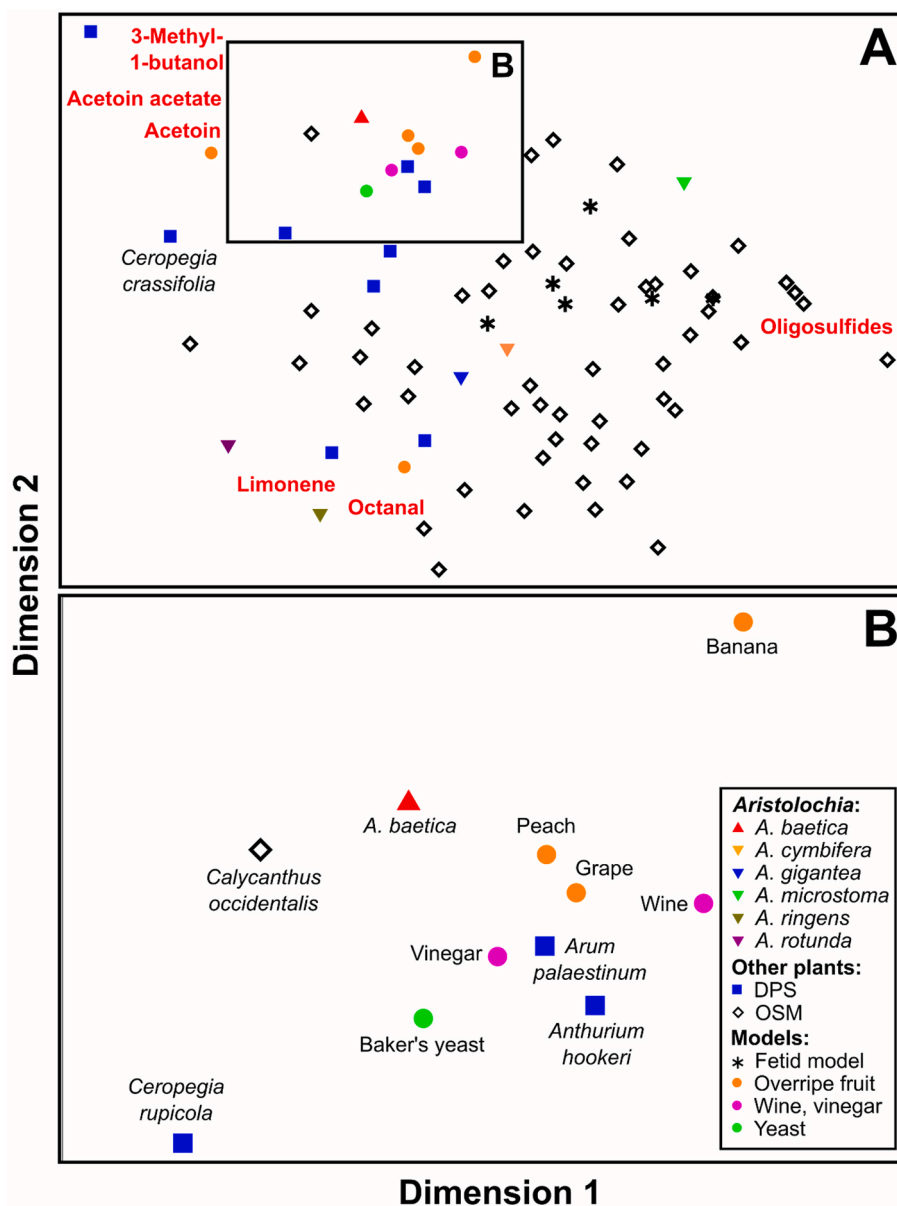 A
3-Methyl-
1-butanol
B
Acetoin acetate
Acetoin
Ceropegia
crassifolia
Oligosulfides
Limonene
Octanal
Dimension 2
B
Banana
A. baetica
Peach
Grape
Calycanthus
occidentalis
Wine
Vinegar
Arum
palaestinum
Baker's yeast
Anthurium
hookeri
Ceropegia
rupicola
Aristolochia:
A. baetica
A. cymbifera
A. gigantea
A. microstoma
A. ringens
A. rotunda
Other plants:
DPS
OSM
Models:
Fetid model
Overripe fruit
Wine, vinegar
Yeast
Dimension 1